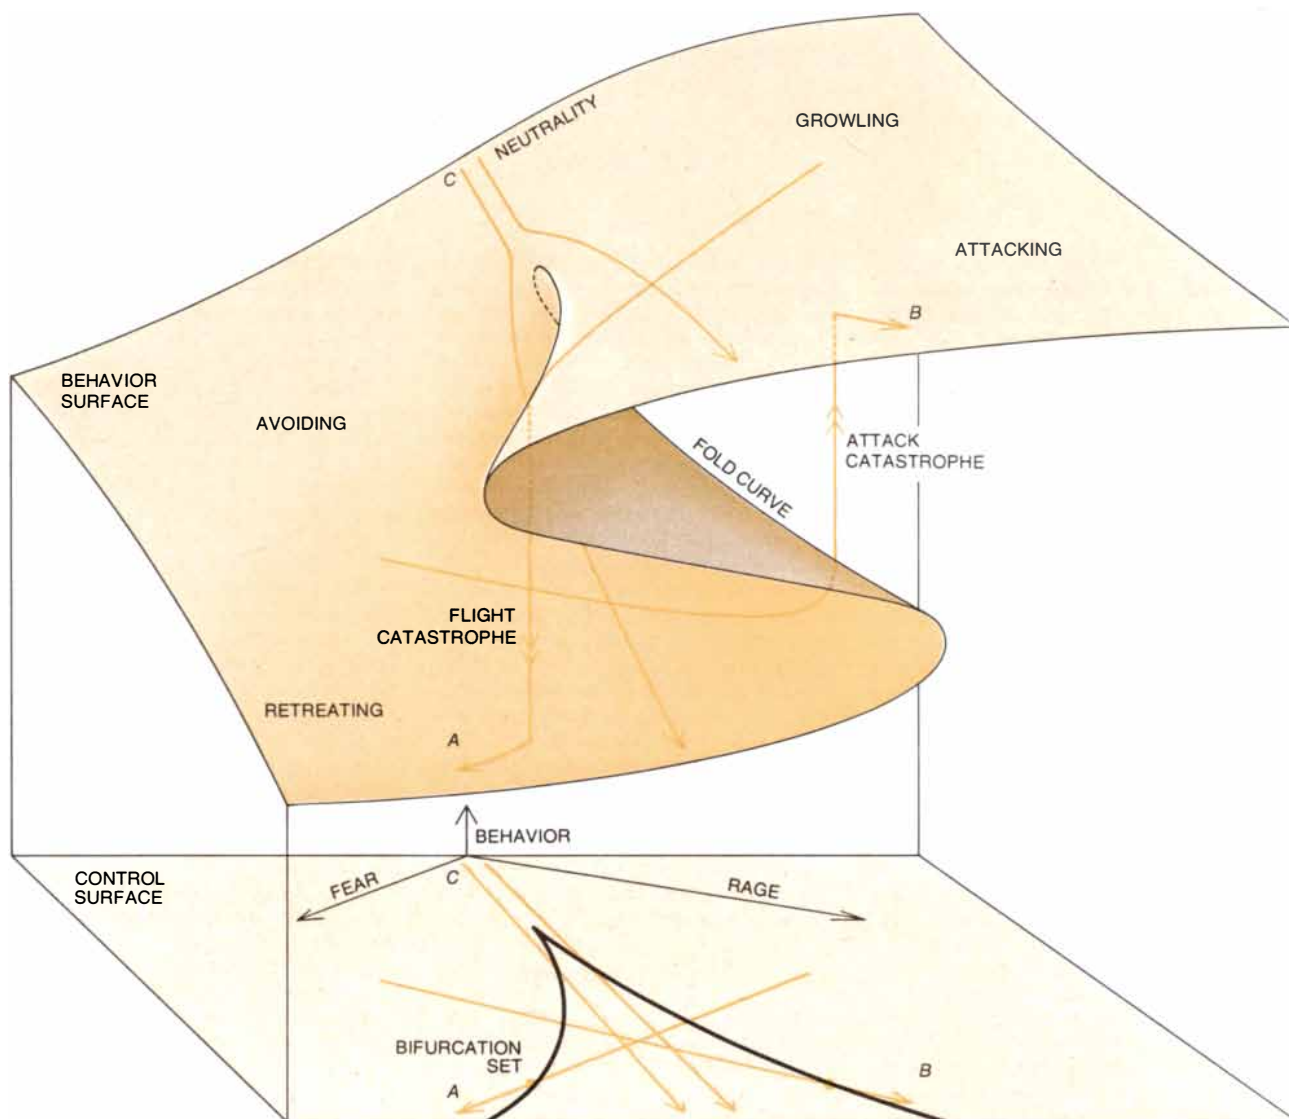 NEUTRALITY
GROWLING
C
ATTACKING
B
BEHAVIOR
SURFACE
AVOIDING
FOLD CURVE
ATTACK
CATASTROPHE
FLIGHT
CATASTROPHE
RETREATING
A
BEHAVIOR
CONTROL
SURFACE
FEAR
C
RAGE
BIFURCATION
SET
A
B